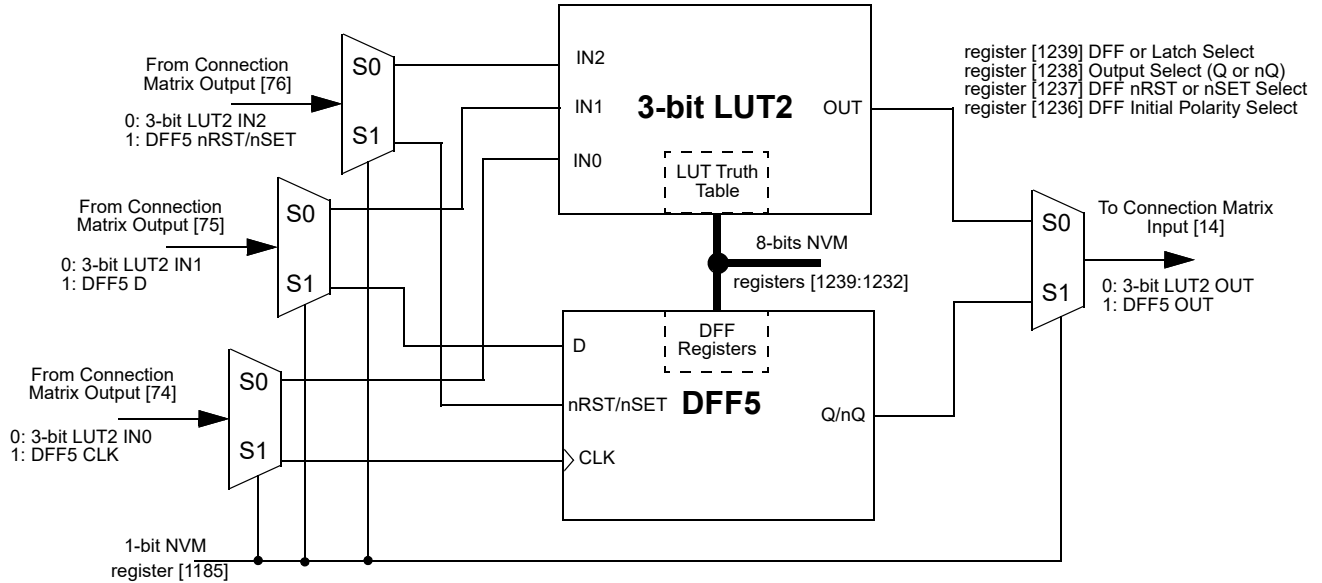 From Connection
Matrix Output [76]
0: 3-bit LUT2 IN2
1: DFF5 nRST/nSET
S0
S1
From Connection
Matrix Output [75]
0: 3-bit LUT2 IN1
1: DFF5 D
S0
S1
From Connection
Matrix Output [74]
0: 3-bit LUT2 IN0
1: DFF5 CLK
S0
S1
1-bit NVM
register [1185]
IN2
IN1
IN0
3-bit LUT2
OUT
LUT Truth
Table
8-bits NVM
registers [1239:1232]
DFF
Registers
D
nRST/nSET
DFF5
CLK
Q/nQ
register [1239] DFF or Latch Select
register [1238] Output Select (Q or nQ)
register [1237] DFF nRST or nSET Select
register [1236] DFF Initial Polarity Select
S0
S1
To Connection Matrix
Input [14]
0: 3-bit LUT2 OUT
1: DFF5 OUT